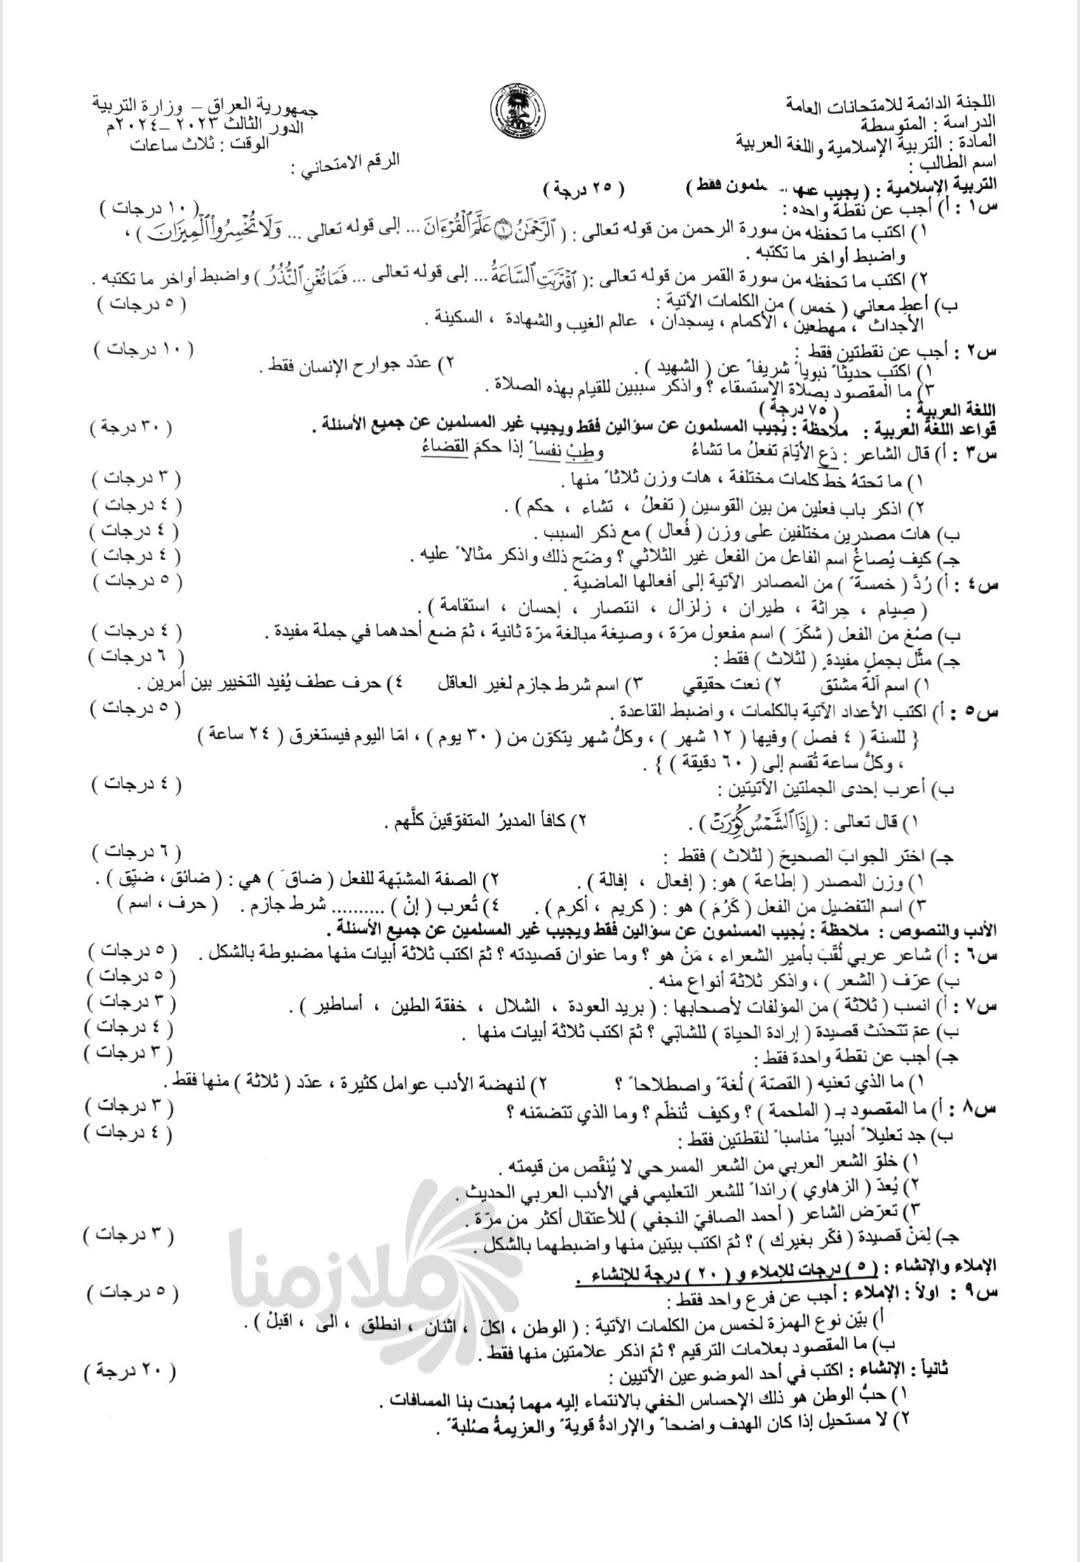 اللجنة الدائمة للامتحانات العامة
الدراسة : المتوسطة
المادة : التربية الإسلامية واللغة العربية
اسم الطالب :
جمهورية العراق – وزارة التربية
الدور الثالث ٢٠٢٣ – ٢٠٢٤م
الوقت : ثلاث ساعات
الرقم الامتحاني :
التربية الإسلامية : ( يجيب عنها المسلمون فقط ) ( ٢٥ درجة )
س١ : أ) أجب عن نقطة واحده : ( ١٠ درجات )
١) اكتب ما تحفظه من سورة الرحمن من قوله تعالى : ( الرَّحْمَٰنُ ۝١ عَلَّمَ الْقُرْءَانَ ... إلى قوله تعالى ... وَلَا تُخْسِرُوا الْمِيزَانَ ) ،
واضبط أواخر ما تكتبه .
٢) اكتب ما تحفظه من سورة القمر من قوله تعالى :( اقْتَرَبَتِ السَّاعَةُ ... إلى قوله تعالى ... فَمَا تُغْنِ النُّذُرُ ) واضبط أواخر ما تكتبه .
ب) أعطِ معاني ( خمس ) من الكلمات الآتية : ( ٥ درجات )
الأجداث ، مهطعين ، الأكمام ، يسجدان ، عالم الغيب والشهادة ، السكينة .
س٢ : أجب عن نقطتين فقط : ( ١٠ درجات )
١) اكتب حديثاً نبوياً شريفاً عن ( الشهيد ) . ٢) عدّد جوارح الإنسان فقط .
٣) ما المقصود بصلاة الإستسقاء ؟ واذكر سببين للقيام بهذه الصلاة .
اللغة العربية : ( ٧٥ درجة )
قواعد اللغة العربية : ملاحظة : يُجيب المسلمون عن سؤالين فقط ويجيب غير المسلمين عن جميع الأسئلة . ( ٣٠ درجة )
س٣ : أ) قال الشاعر : دَعِ الأيّامَ تفعلُ ما تشاءُ وطِبْ نفساً إذا حكمَ القضاءُ
١) ما تحتهُ خطّ كلمات مختلفة ، هات وزن ثلاثاً منها . ( ٣ درجات )
٢) اذكر باب فعلين من بين القوسين ( تفعلُ ، تشاء ، حكم ) . ( ٤ درجات )
ب) هات مصدرين مختلفين على وزن ( فُعال ) مع ذكر السبب . ( ٤ درجات )
جـ) كيف يُصاغُ اسم الفاعل من الفعل غير الثلاثي ؟ وضّح ذلك واذكر مثالاً عليه . ( ٤ درجات )
س٤ : أ) رُدَّ ( خمسة ) من المصادر الآتية إلى أفعالها الماضية . ( ٥ درجات )
( صِيام ، حِراثة ، طيران ، زلزال ، انتصار ، إحسان ، استقامة ) .
ب) صُغ من الفعل ( شكَرَ ) اسم مفعول مرّة ، وصيغة مبالغة مرّة ثانية ، ثمّ ضع أحدهما في جملة مفيدة . ( ٤ درجات )
جـ) مثّل بجملٍ مفيدةٍ ( لثلاث ) فقط : ( ٦ درجات )
١) اسم آلة مشتق ٢) نعت حقيقي ٣) اسم شرط جازم لغير العاقل ٤) حرف عطف يُفيد التخيير بين أمرين .
س٥ : أ) اكتب الأعداد الآتية بالكلمات ، واضبط القاعدة . ( ٥ درجات )
{ للسنة ( ٤ فصل ) وفيها ( ١٢ شهر ) ، وكلُّ شهر يتكوّن من ( ٣٠ يوم ) ، امّا اليوم فيستغرق ( ٢٤ ساعة )
، وكلُّ ساعة تُقسم إلى ( ٦٠ دقيقة ) } .
ب) أعرب إحدى الجملتين الآتيتين : ( ٤ درجات )
١) قال تعالى : (إِذَا الشَّمْسُ كُوِّرَتْ) . ٢) كافأ المديرُ المتفوّقينَ كلَّهم .
جـ) اختر الجوابَ الصحيحَ ( لثلاث ) فقط : ( ٦ درجات )
١) وزن المصدر ( إطاعة ) هو: ( إفعال ، إفالة ) . ٢) الصفة المشبّهة للفعل ( ضاقَ ) هي : ( ضائق ، ضيّق ) .
٣) اسم التفضيل من الفعل ( كَرُمَ ) هو : ( كريم ، أكرم ) . ٤) تُعرب ( إنْ ) .......... شرط جازم . ( حرف ، اسم )
الأدب والنصوص : ملاحظة : يُجيب المسلمون عن سؤالين فقط ويجيب غير المسلمين عن جميع الأسئلة .
س٦ : أ) شاعر عربي لُقّبَ بأمير الشعراء ، مَنْ هو ؟ وما عنوان قصيدته ؟ ثمّ اكتب ثلاثة أبيات منها مضبوطة بالشكل . ( ٥ درجات )
ب) عرّف ( الشعر ) ، واذكر ثلاثة أنواع منه . ( ٥ درجات )
س٧ : أ) انسب ( ثلاثة ) من المؤلفات لأصحابها : ( بريد العودة ، الشلال ، خفقة الطين ، أساطير ) . ( ٣ درجات )
ب) عمّ تتحدّث قصيدة ( إرادة الحياة ) للشابّي ؟ ثمّ اكتب ثلاثة أبيات منها . ( ٤ درجات )
جـ) أجب عن نقطة واحدة فقط : ( ٣ درجات )
١) ما الذي تعنيه ( القصّة ) لُغةً واصطلاحاً ؟ ٢) لنهضة الأدب عوامل كثيرة ، عدّد ( ثلاثة ) منها فقط .
س٨ : أ) ما المقصود بـ ( الملحمة ) ؟ وكيف تُنظّم ؟ وما الذي تتضمّنه ؟ ( ٣ درجات )
ب) جد تعليلاً أدبياً مناسباً لنقطتين فقط : ( ٤ درجات )
١) خلوّ الشعر العربي من الشعر المسرحي لا يُنقّص من قيمته .
٢) يُعدّ ( الزهاوي ) رائداً للشعر التعليمي في الأدب العربي الحديث .
٣) تعرّض الشاعر ( أحمد الصافيّ النجفي ) للأعتقال أكثر من مرّة .
جـ) لِمَنْ قصيدة ( فكّر بغيرك ) ؟ ثمّ اكتب بيتين منها واضبطهما بالشكل . ( ٣ درجات )
الإملاء والإنشاء : ( ٥ ) درجات للإملاء و ( ٢٠ ) درجة للإنشاء .
س٩ : اولاً : الإملاء : أجب عن فرع واحد فقط : ( ٥ درجات )
أ) بيّن نوع الهمزة لخمس من الكلمات الآتية : ( الوطن ، اكلَ ، اثنان ، انطلق ، الى ، اقبلُ ) .
ب) ما المقصود بعلامات الترقيم ؟ ثمّ اذكر علامتين منها فقط .
ثانياً : الإنشاء : اكتب في أحد الموضوعين الآتيين : ( ٢٠ درجة )
١) حبُّ الوطن هو ذلك الإحساس الخفي بالانتماء إليه مهما بُعدت بنا المسافات .
٢) لا مستحيل إذا كان الهدف واضحاً والإرادةُ قويةً والعزيمةُ صُلبةً .
ملازمنا